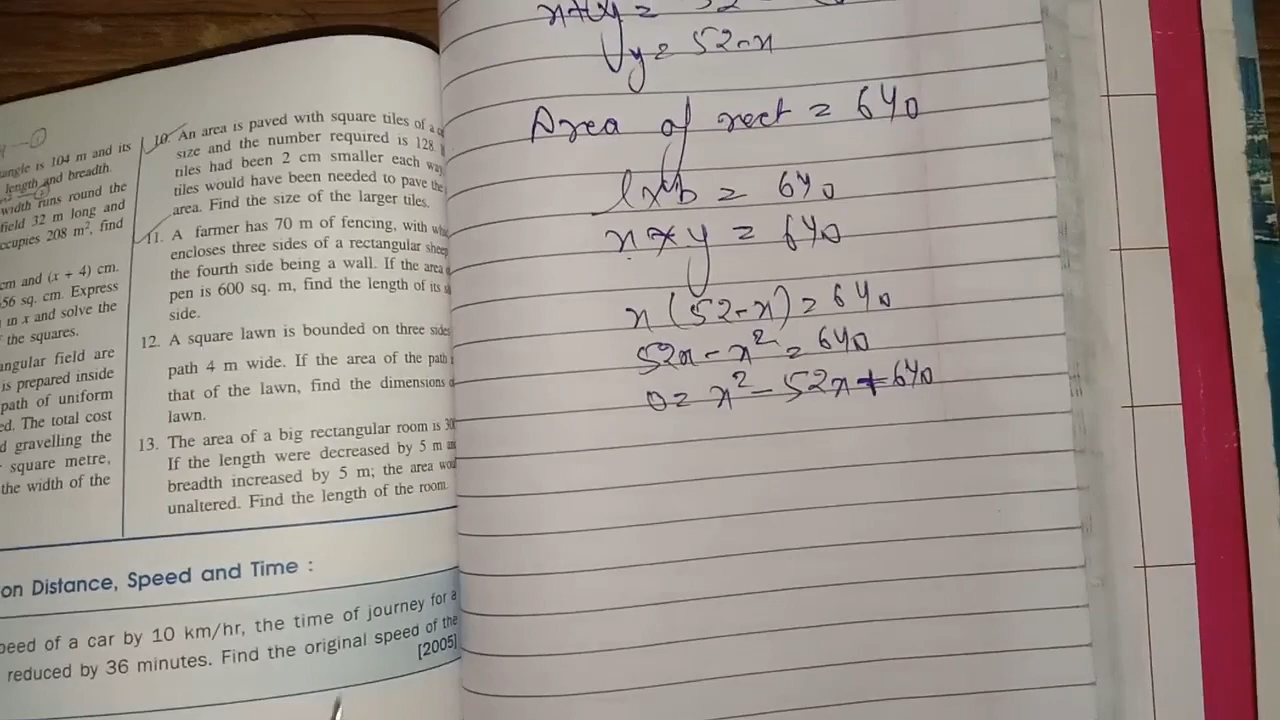 angle is 104 m and its
length and breadth.
width runs round the
field 32 m long and
occupies 208 m², find
cm and (x + 4) cm.
56 sq. cm. Express
in x and solve the
the squares.
angular field are
is prepared inside
path of uniform
ed. The total cost
d gravelling the
square metre,
the width of the
10. An area is paved with square tiles of a
size and the number required is 128.
tiles had been 2 cm smaller each way
tiles would have been needed to pave the
area. Find the size of the larger tiles.
11. A farmer has 70 m of fencing, with
encloses three sides of a rectangular sheep
the fourth side being a wall. If the area
pen is 600 sq. m, find the length of its
side.
12. A square lawn is bounded on three sides
path 4 m wide. If the area of the path
that of the lawn, find the dimensions
lawn.
13. The area of a big rectangular room is 30
If the length were decreased by 5 m
breadth increased by 5 m; the area
unaltered. Find the length of the room.
on Distance, Speed and Time :
peed of a car by 10 km/hr, the time of journey for a
reduced by 36 minutes. Find the original speed of the
[2005]
x + y = 52
y = 52 - x
Area of rect = 640
l × b = 640
x × y = 640
x (52 - x) = 640
52x - x² = 640
0 = x² - 52x + 640